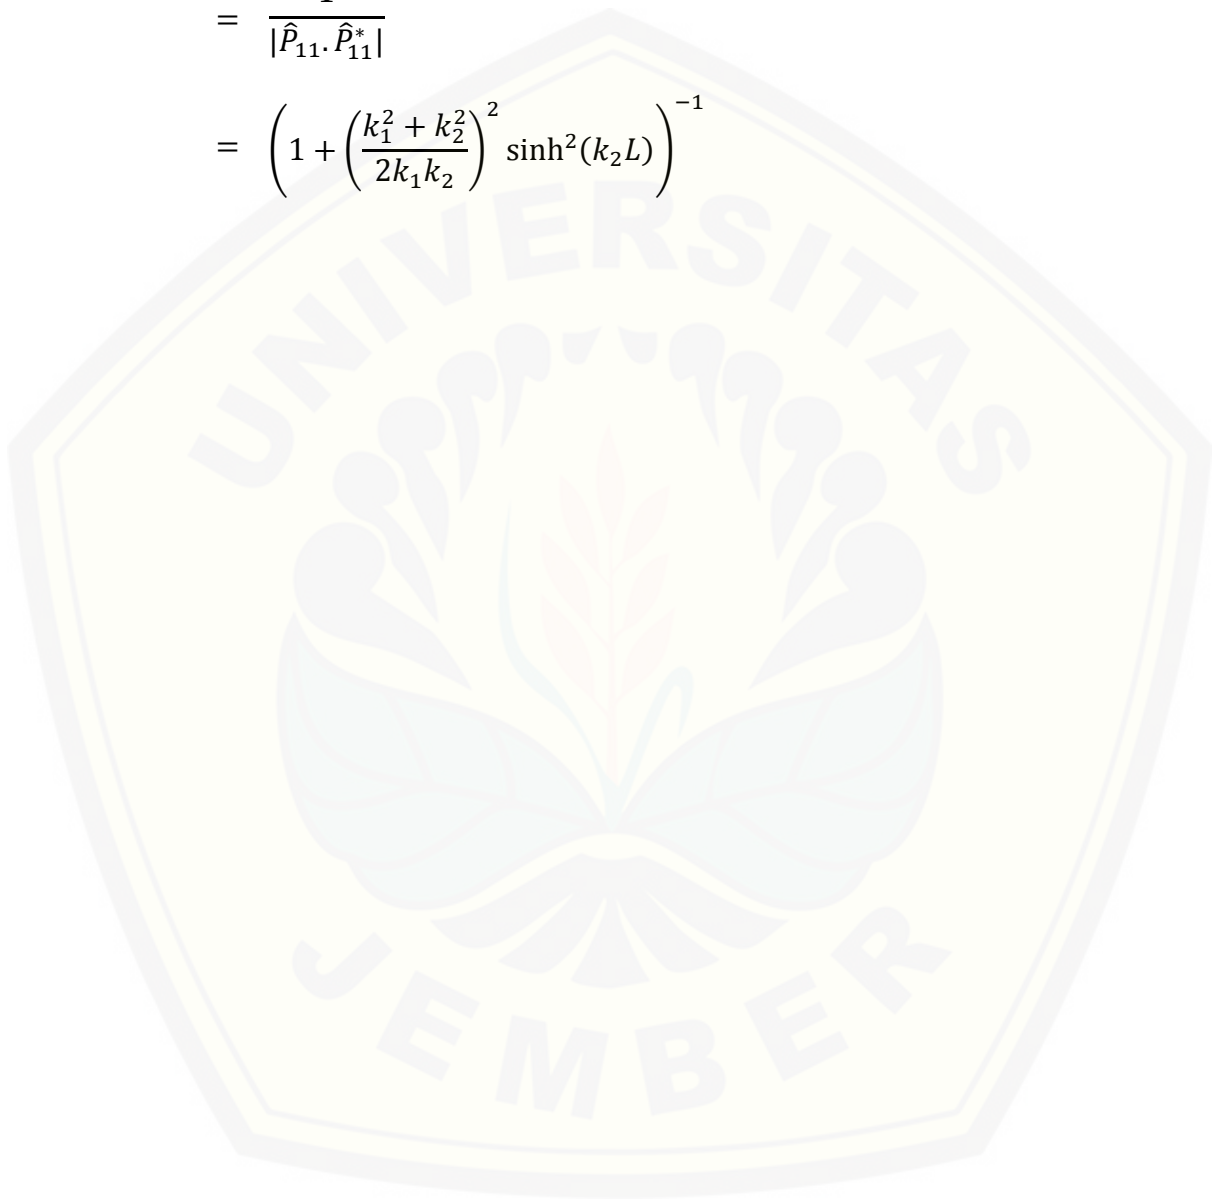 = 1 / |P̂₁₁. P̂₁₁*|
= (1 + ((k₁² + k₂²) / (2k₁k₂))² sinh²(k₂L))⁻¹
UNIVERSITAS
JEMBER